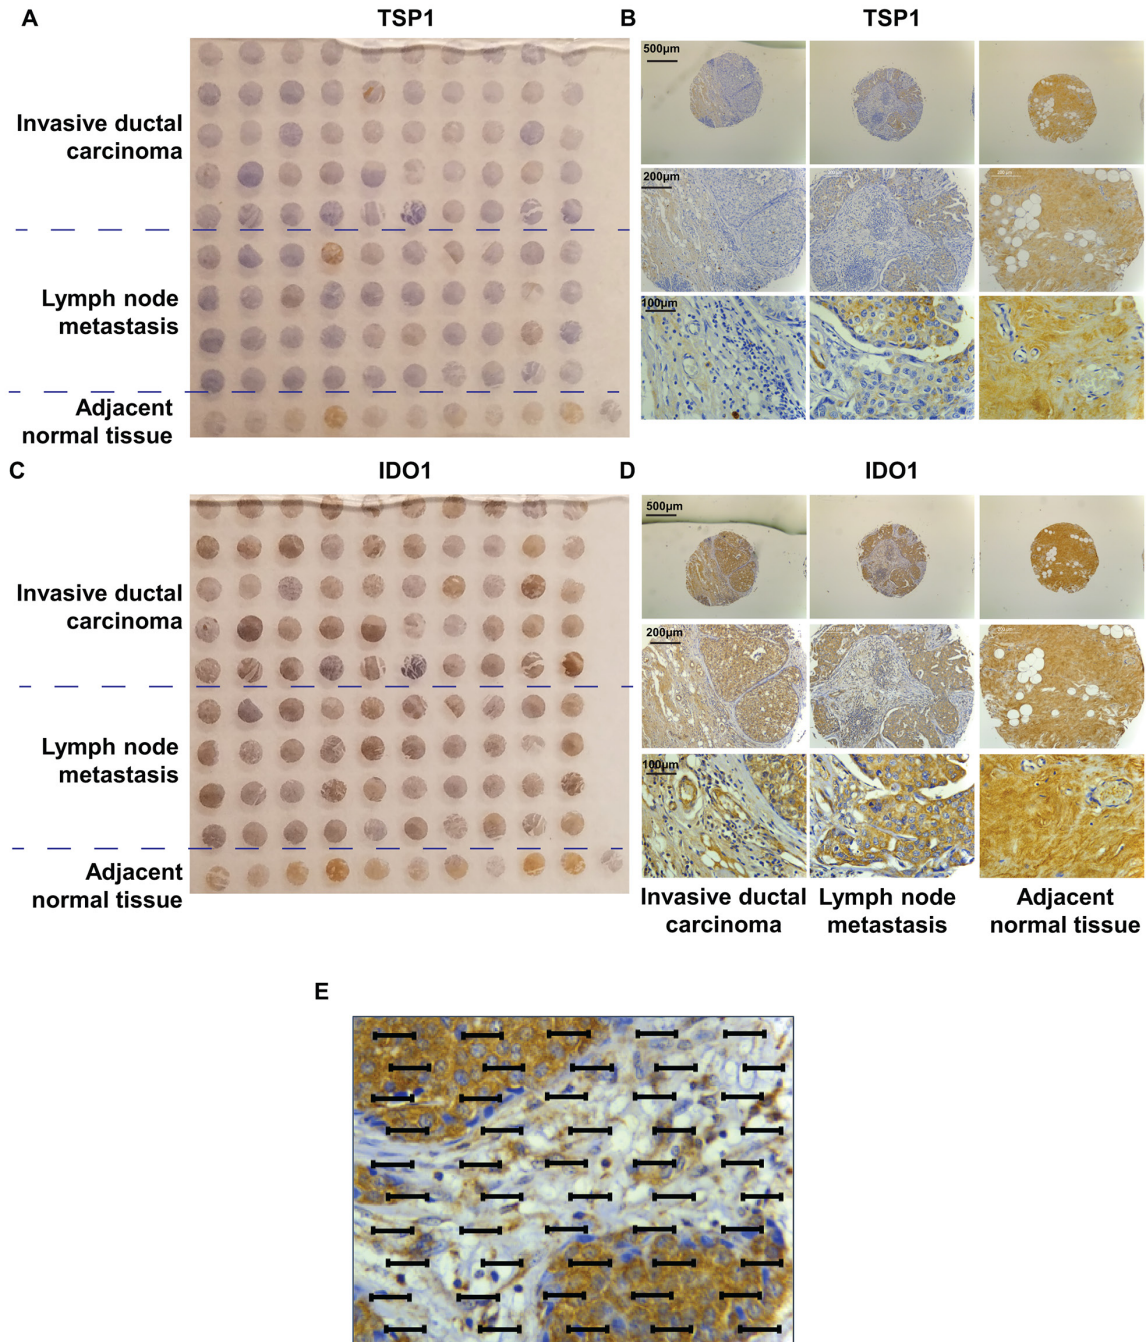 A
TSP1
Invasive ductal
carcinoma
Lymph node
metastasis
Adjacent
normal tissue
B
TSP1
500µm
200µm
100µm
C
IDO1
Invasive ductal
carcinoma
Lymph node
metastasis
Adjacent
normal tissue
D
IDO1
500µm
200µm
100µm
Invasive ductal
carcinoma
Lymph node
metastasis
Adjacent
normal tissue
E